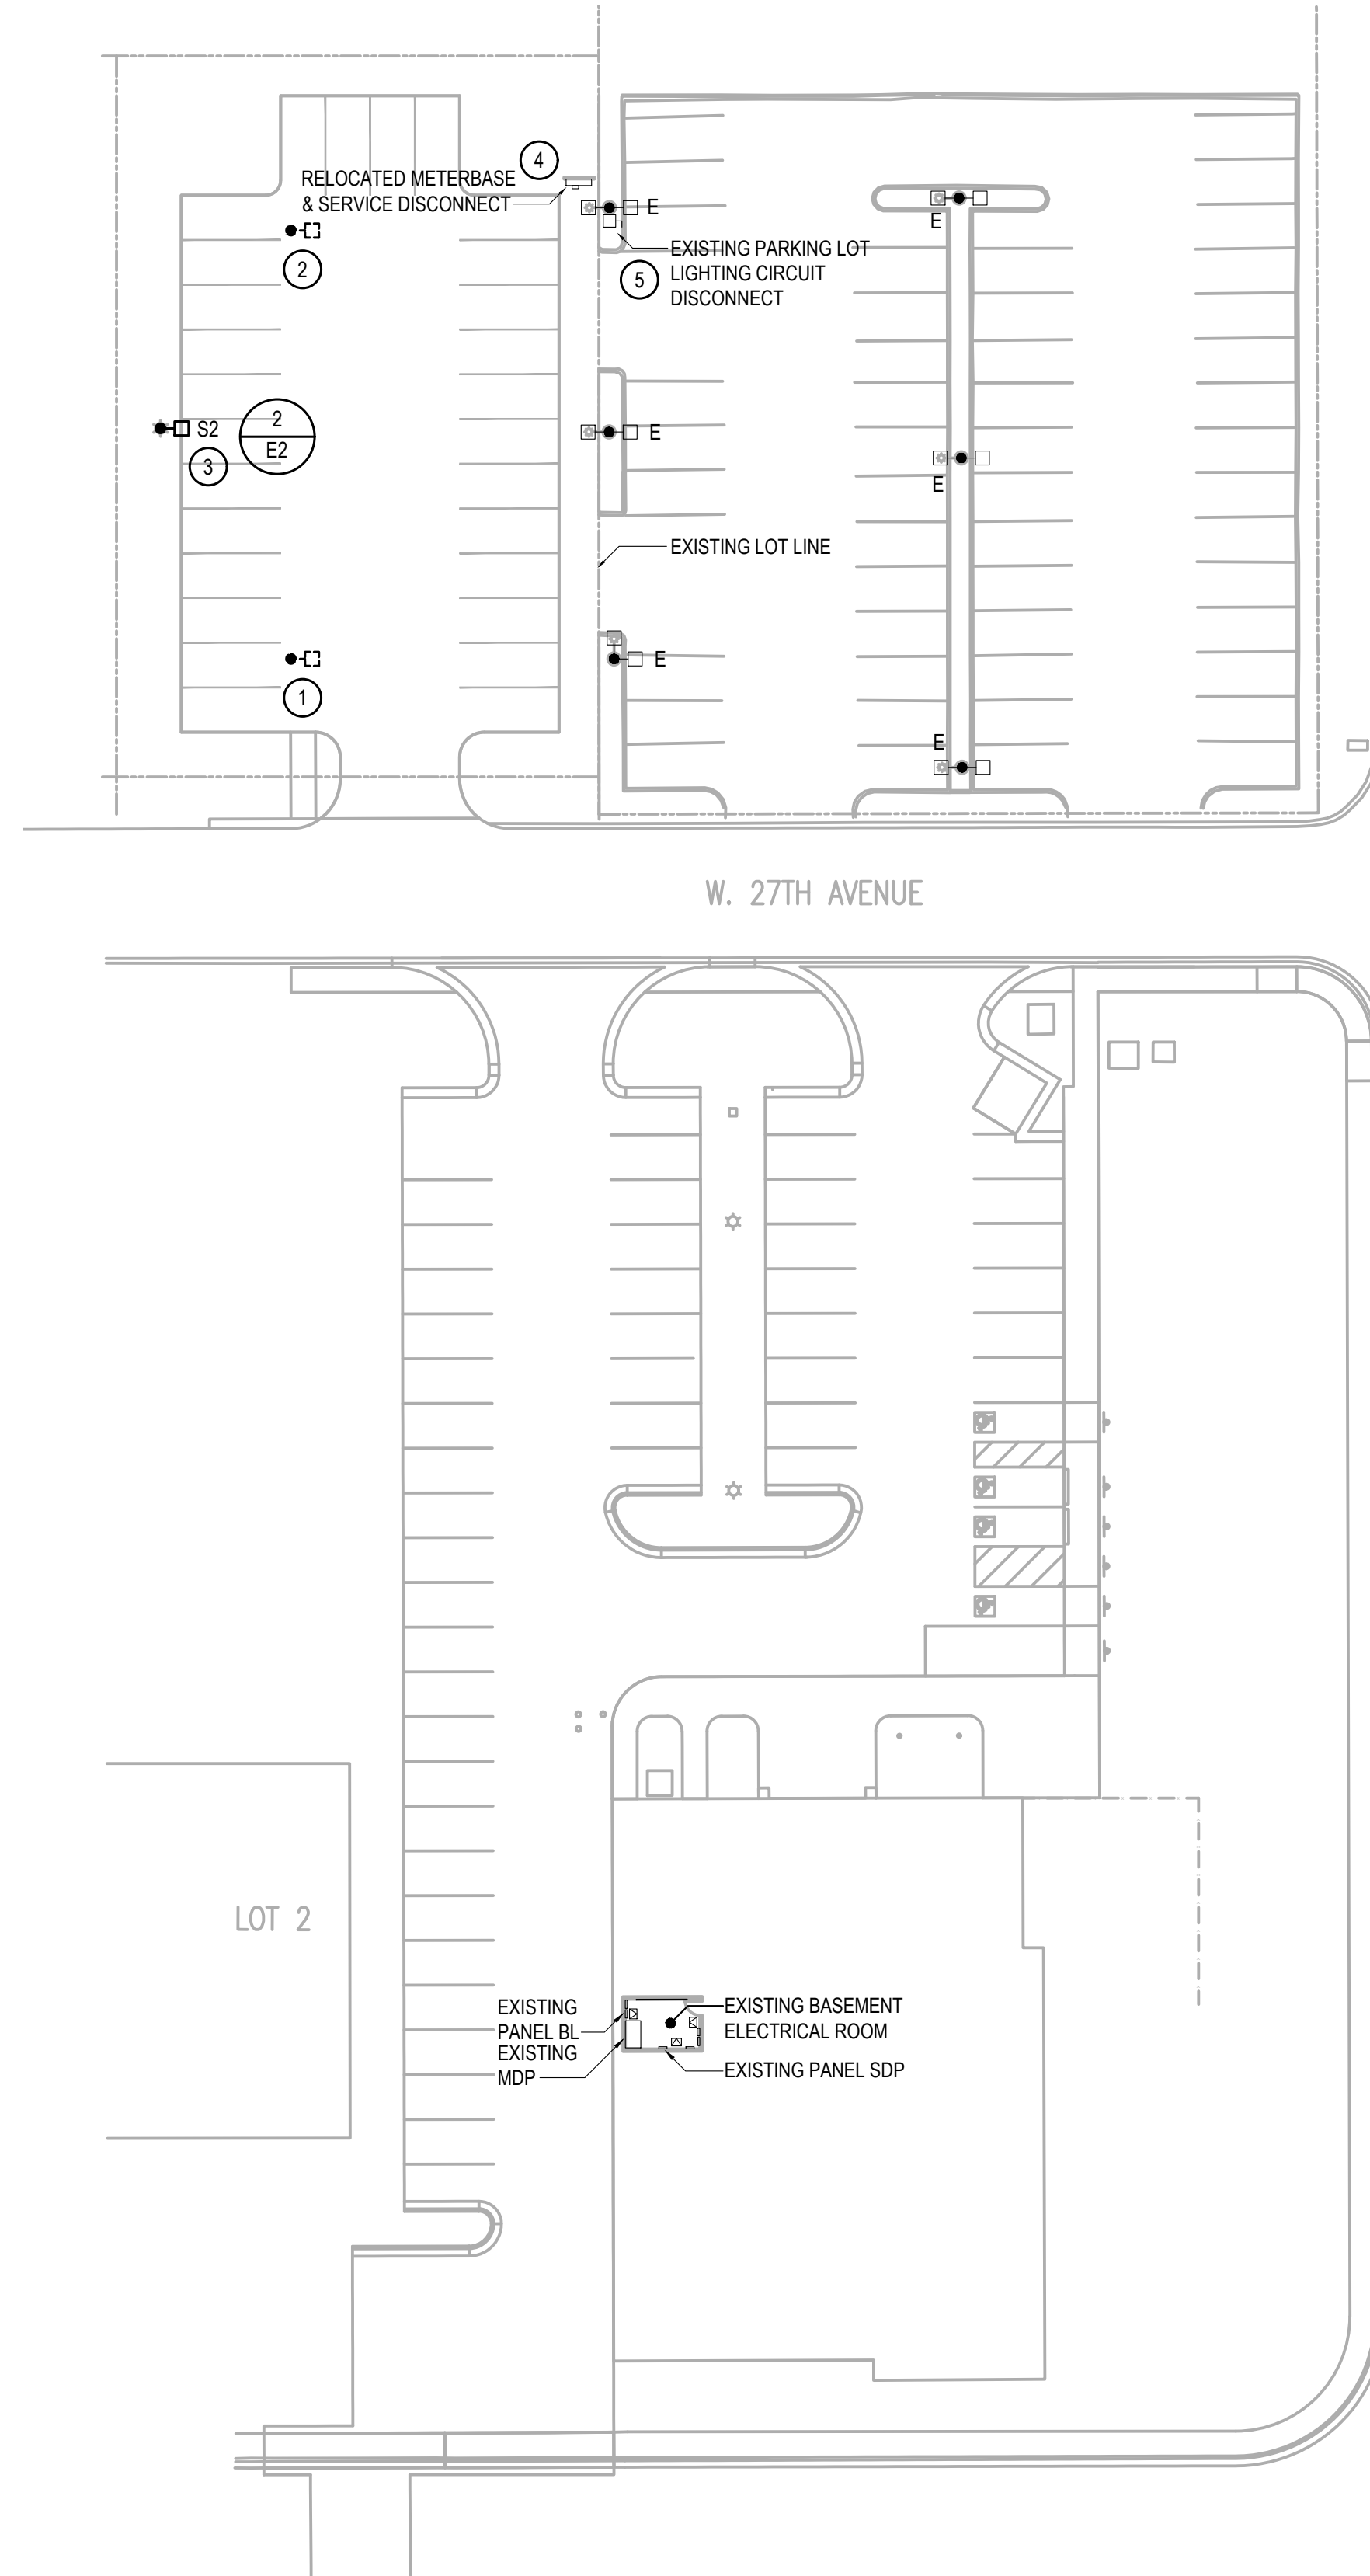 4
RELOCATED METERBASE
& SERVICE DISCONNECT
E
E
2
5
EXISTING PARKING LOT
LIGHTING CIRCUIT
DISCONNECT
S2
2
E2
3
E
E
EXISTING LOT LINE
E
1
E
W. 27TH AVENUE
LOT 2
EXISTING
PANEL BL
EXISTING
MDP
EXISTING BASEMENT
ELECTRICAL ROOM
EXISTING PANEL SDP